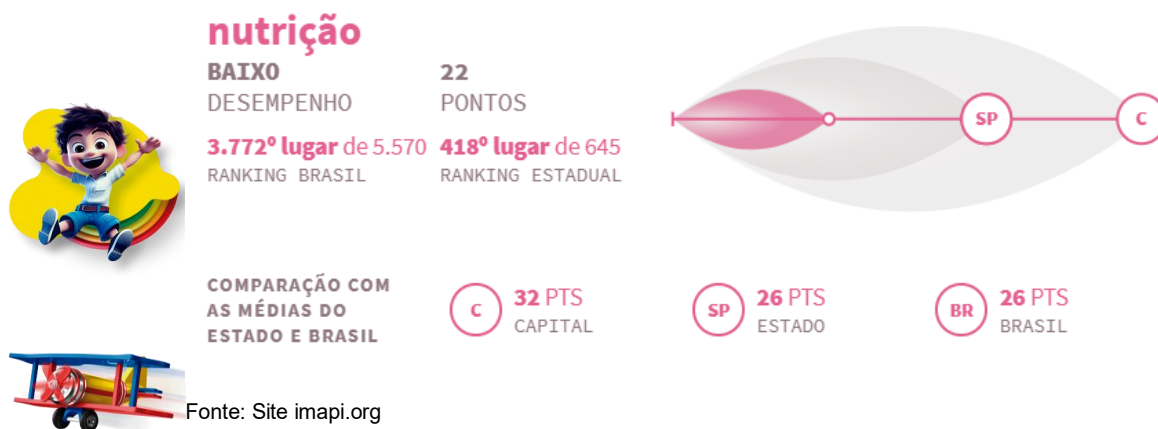 nutrição
BAIXO
DESEMPENHO
22
PONTOS
3.772º lugar de 5.570
RANKING BRASIL
418º lugar de 645
RANKING ESTADUAL
SP
C
COMPARAÇÃO COM
AS MÉDIAS DO
ESTADO E BRASIL
C
32 PTS
CAPITAL
SP
26 PTS
ESTADO
BR
26 PTS
BRASIL
Fonte: Site imapi.org